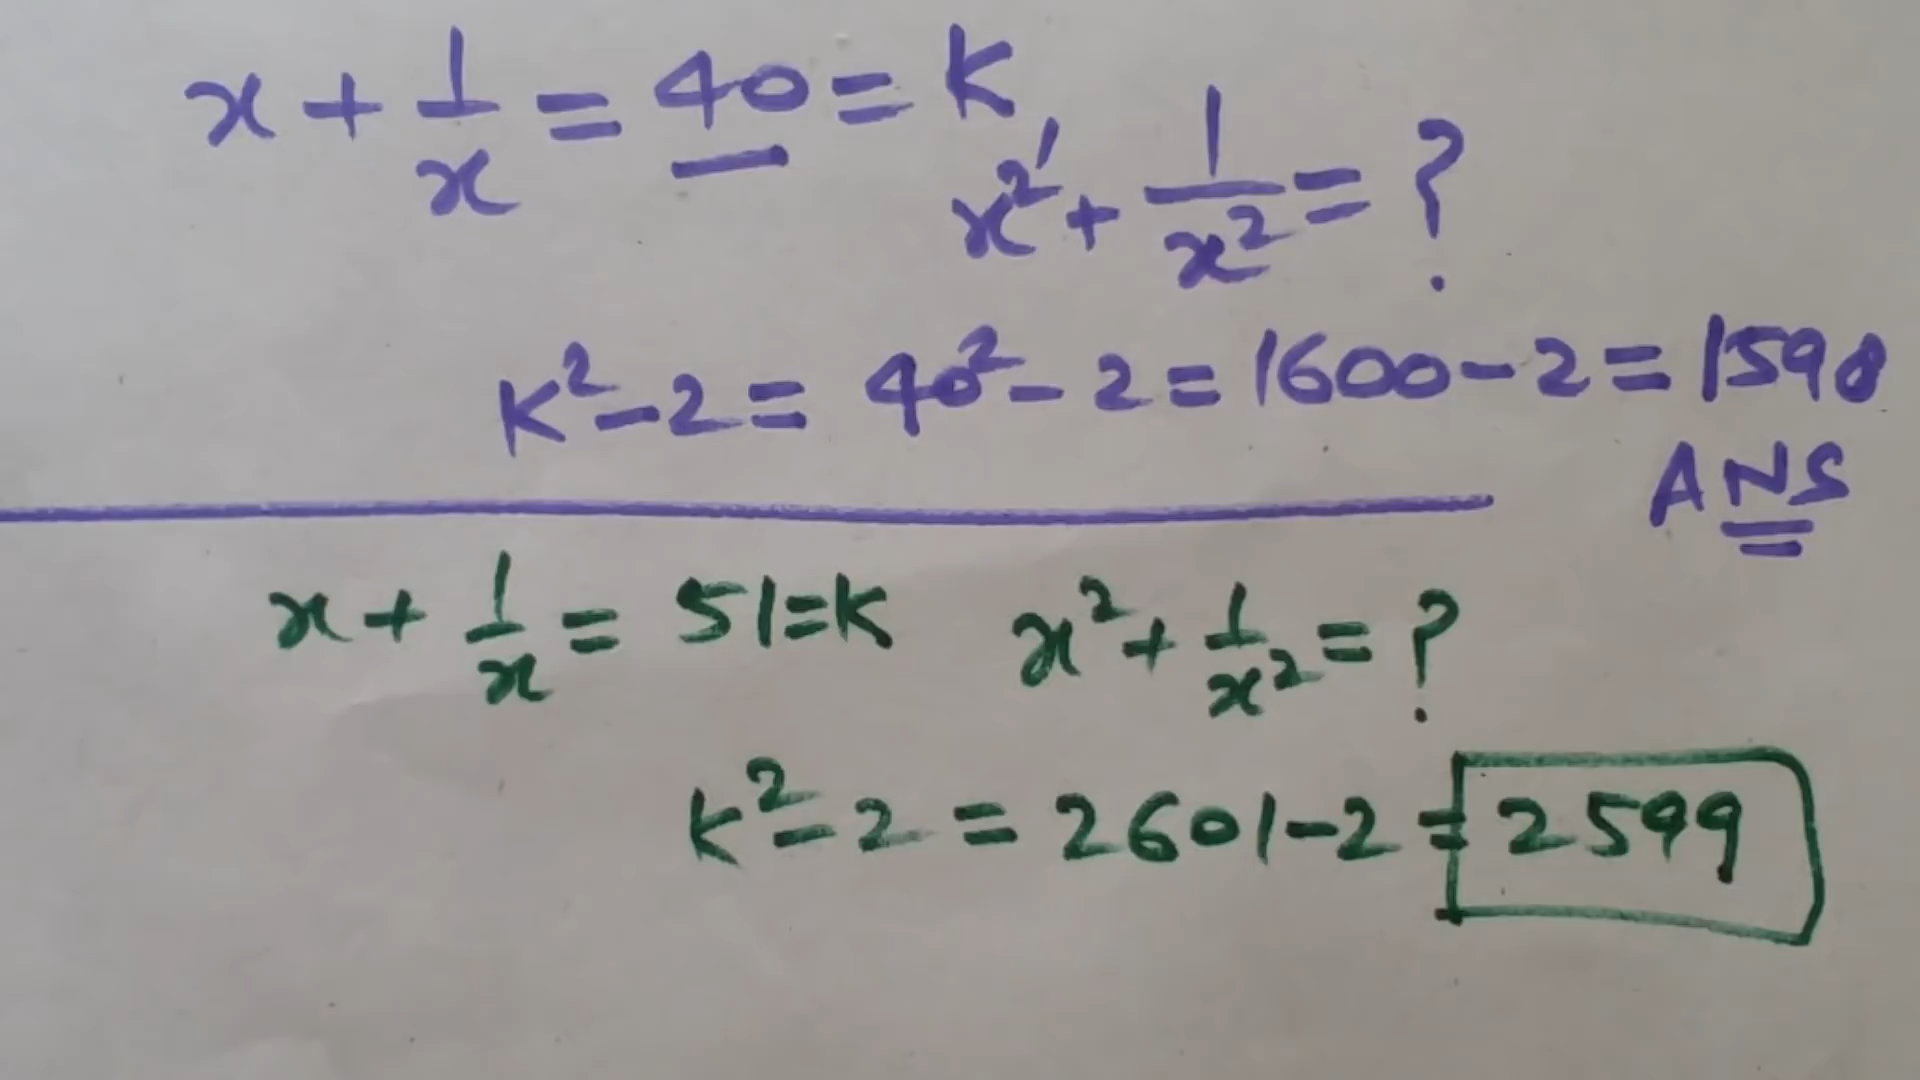 x + 1/x = 40 = K,
x² + 1/x² = ?
K² - 2 = 40² - 2 = 1600 - 2 = 1598
ANS
x + 1/x = 51 = K x² + 1/x² = ?
K² - 2 = 2601 - 2 = 2599